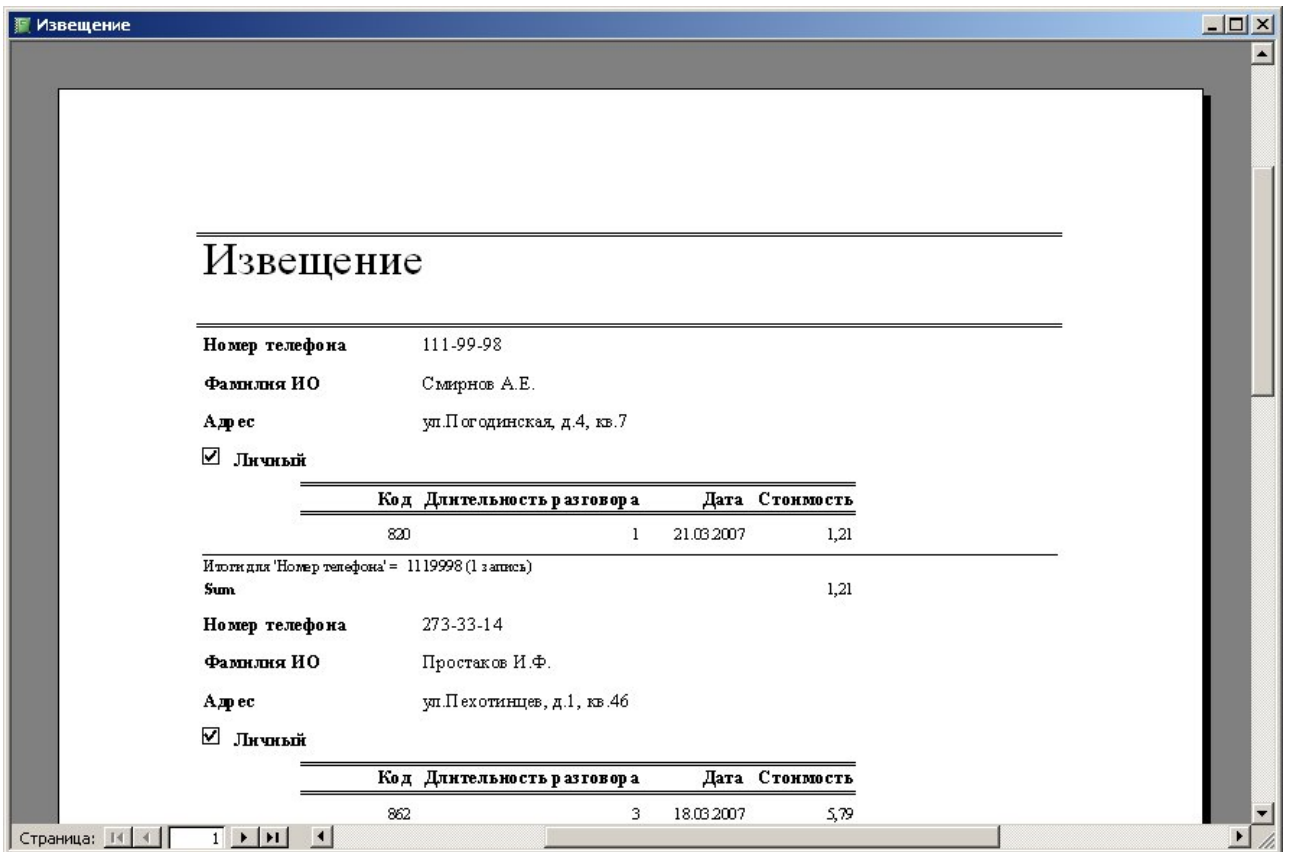 Извещение
Извещение
Номер телефона 111-99-98
Фамилия ИО Смирнов А.Е.
Адрес ул.Погодинская, д.4, кв.7
Личный
Код Длительность разговора Дата Стоимость
820 1 21.03.2007 1,21
Итоги для 'Номер телефона' = 1119998 (1 запись)
Sum 1,21
Номер телефона 273-33-14
Фамилия ИО Простаков И.Ф.
Адрес ул.Пехотинцев, д.1, кв.46
Личный
Код Длительность разговора Дата Стоимость
862 3 18.03.2007 5,79
Страница: 1